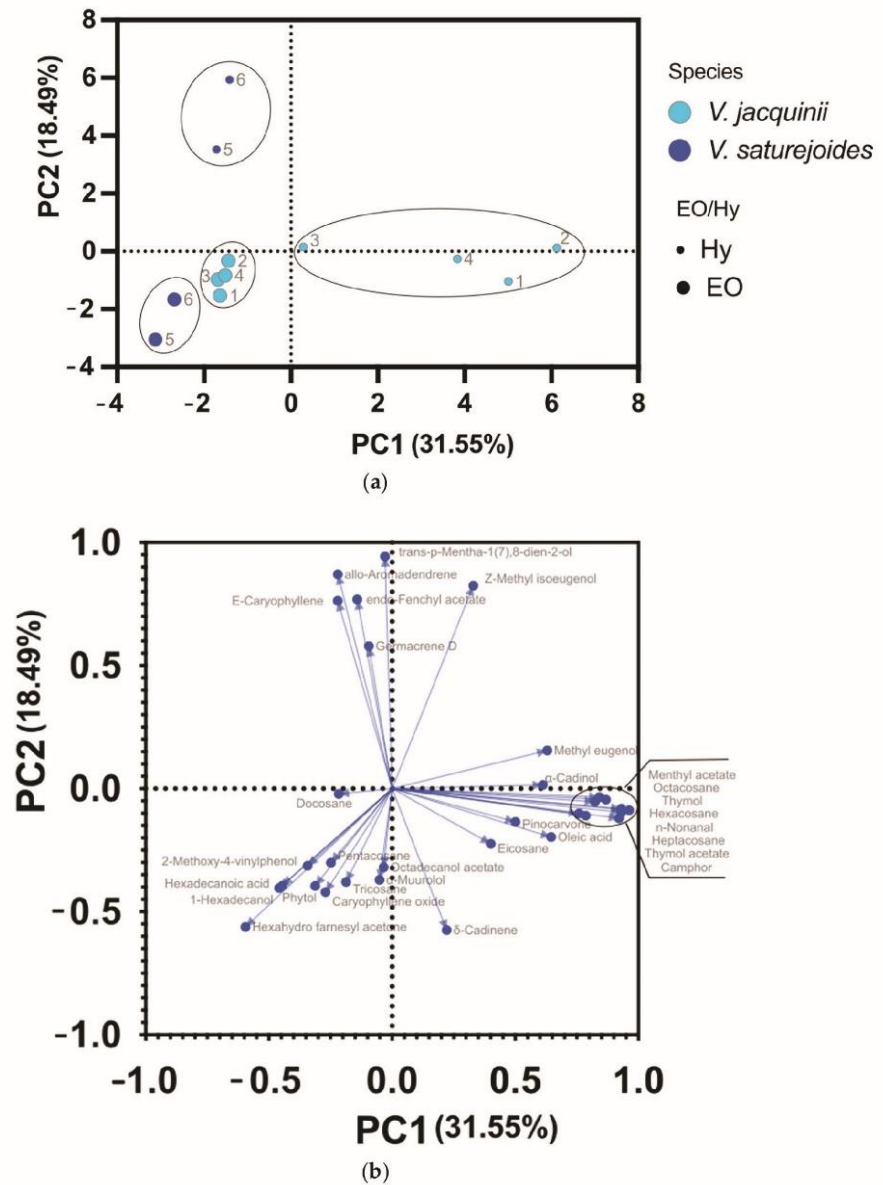 8
6
4
2
0
−2
−4
PC2 (18.49%)
6
5
3
2
4
1
2
3
4
1
6
5
−4
−2
0
2
4
6
8
PC1 (31.55%)
Species
V. jacquinii
V. saturejoides
EO/Hy
Hy
EO
(a)
1.0
0.5
0.0
−0.5
−1.0
PC2 (18.49%)
trans-p-Mentha-1(7),8-dien-2-ol
allo-Aromadendrene
Z-Methyl isoeugenol
E-Caryophyllene
endo-Fenchyl acetate
Germacrene D
Methyl eugenol
α-Cadinol
Docosane
Menthyl acetate
Octacosane
Thymol
Hexacosane
n-Nonanal
Heptacosane
Thymol acetate
Camphor
Pinocarvone
Oleic acid
Eicosane
2-Methoxy-4-vinylphenol
Pentacosane
Octadecanol acetate
Hexadecanoic acid
α-Muurolol
1-Hexadecanol
Phytol
Tricosane
Caryophyllene oxide
Hexahydro farnesyl acetone
δ-Cadinene
−1.0
−0.5
0.0
0.5
1.0
PC1 (31.55%)
(b)